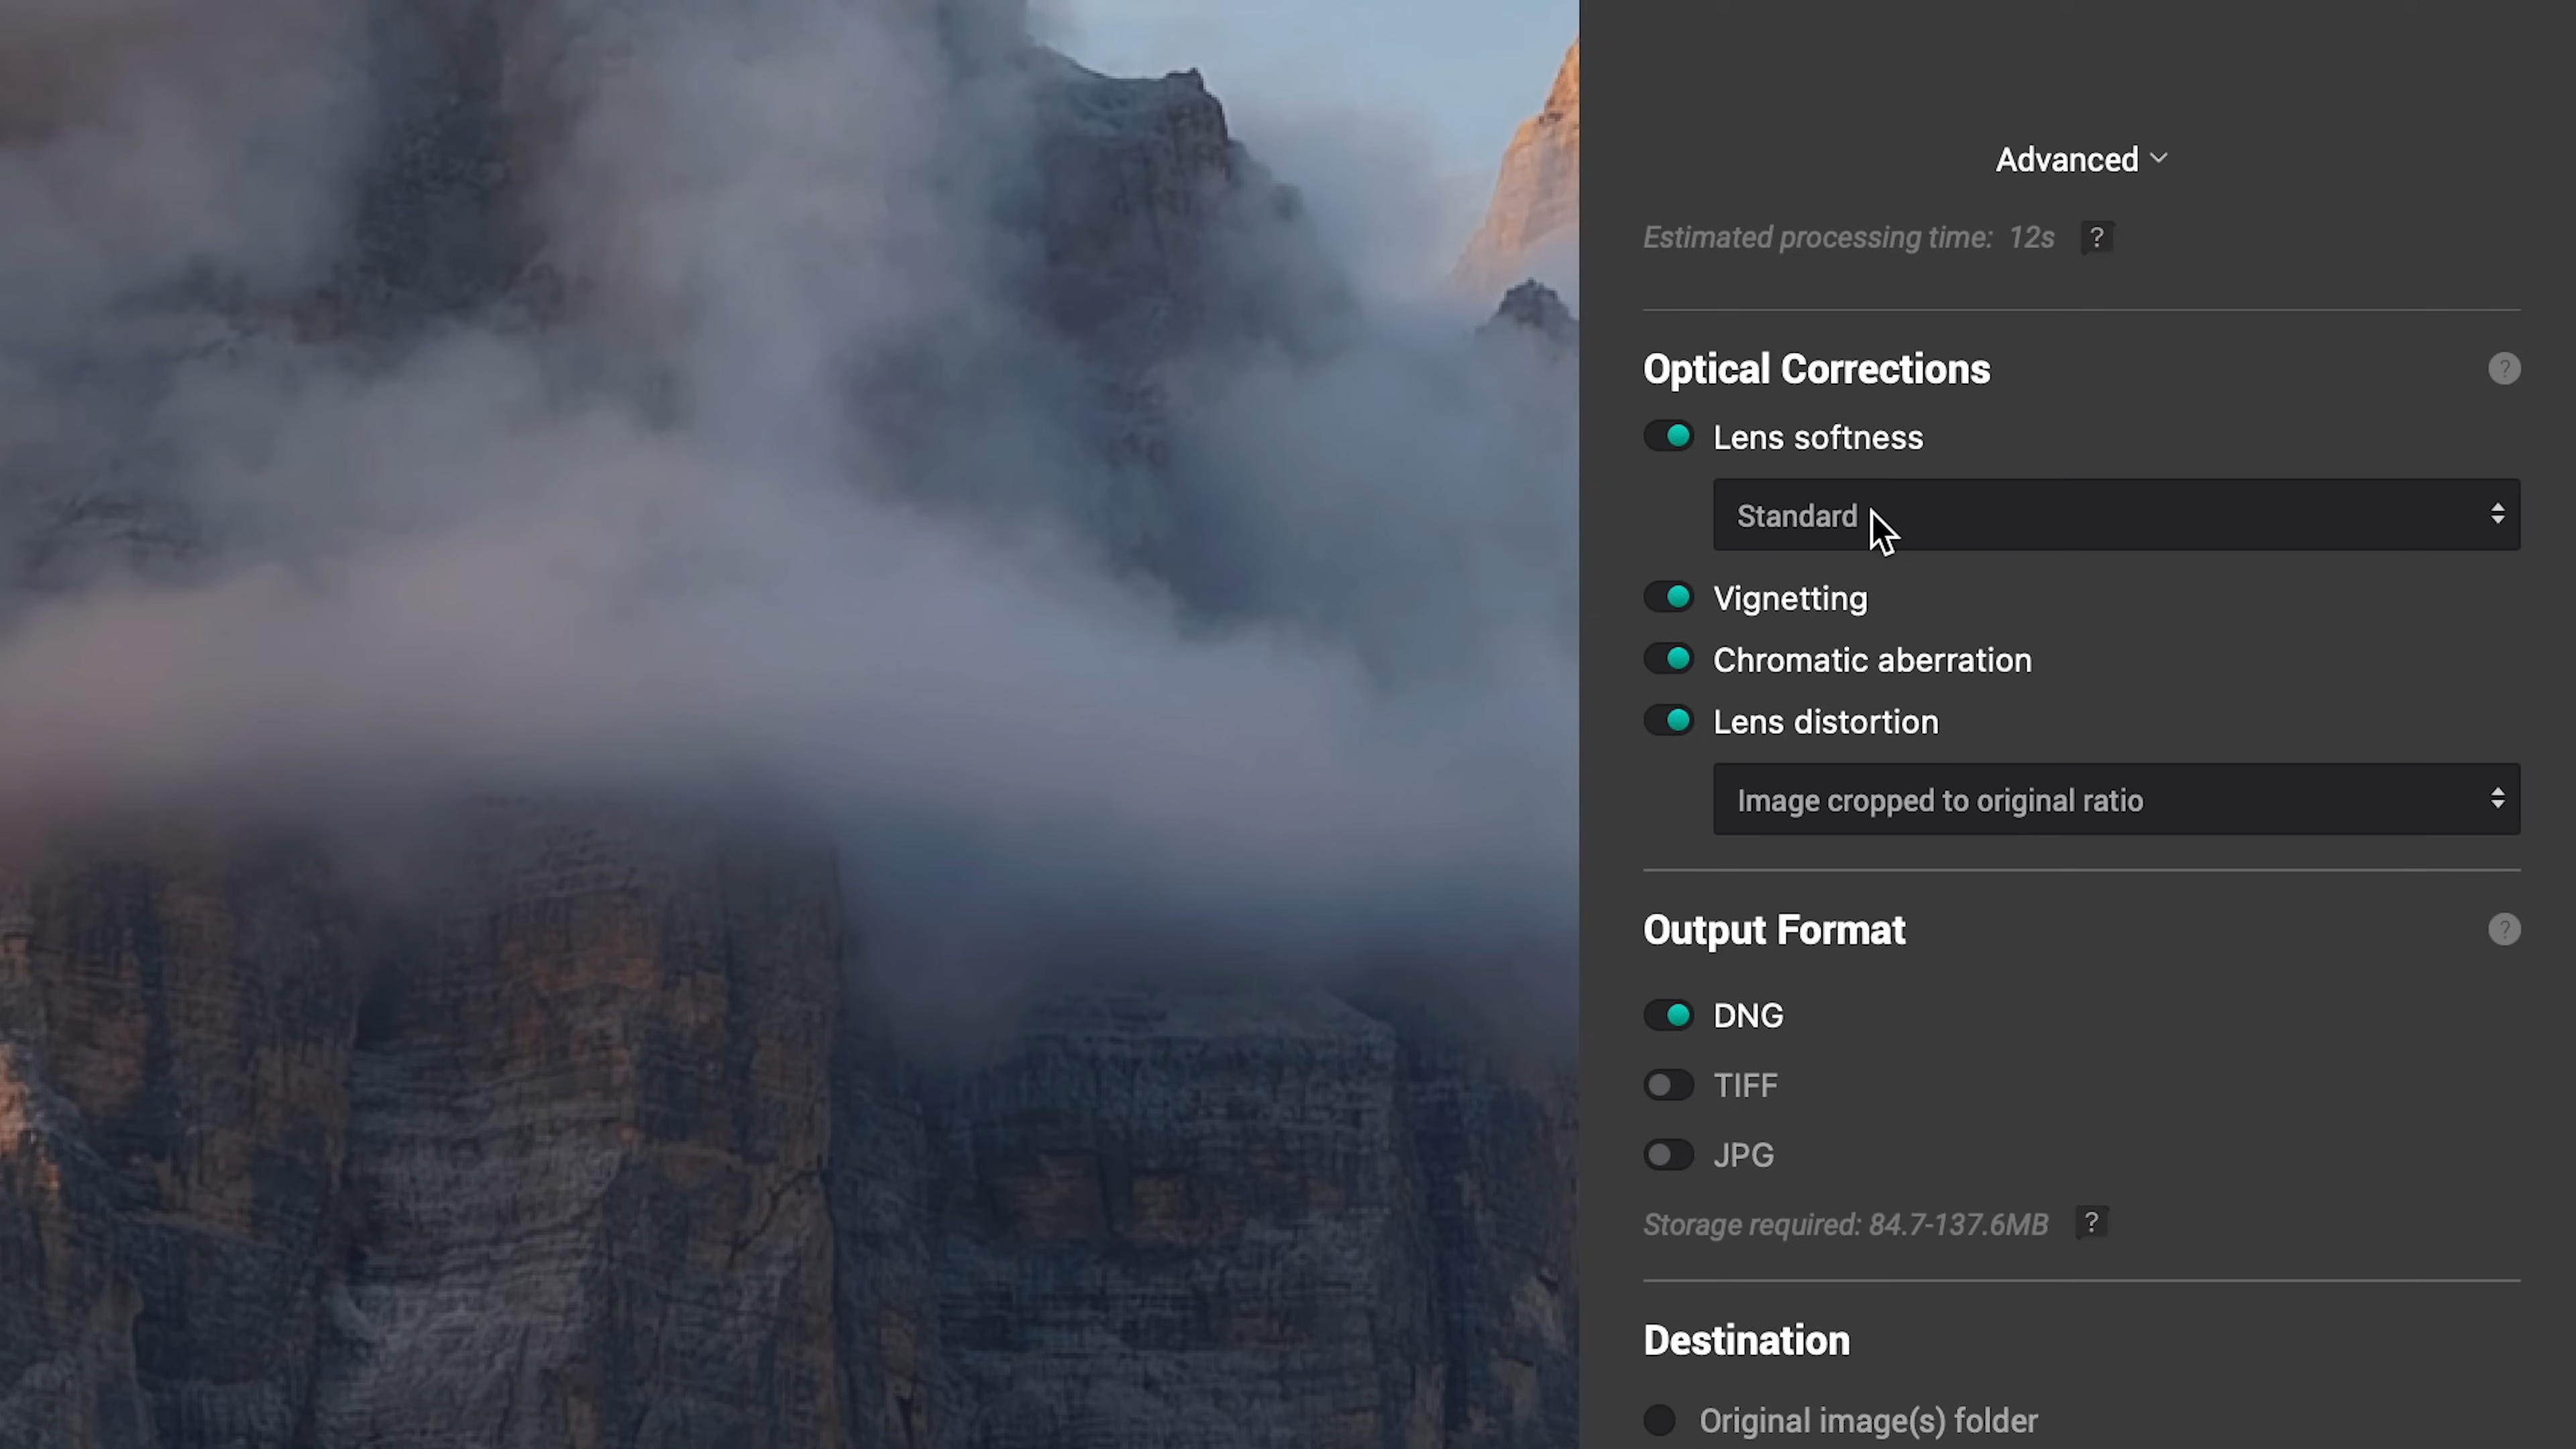 Advanced
Estimated processing time: 12s ?
Optical Corrections ?
Lens softness
Standard
Vignetting
Chromatic aberration
Lens distortion
Image cropped to original ratio
Output Format ?
DNG
TIFF
JPG
Storage required: 84.7-137.6MB ?
Destination
Original image(s) folder